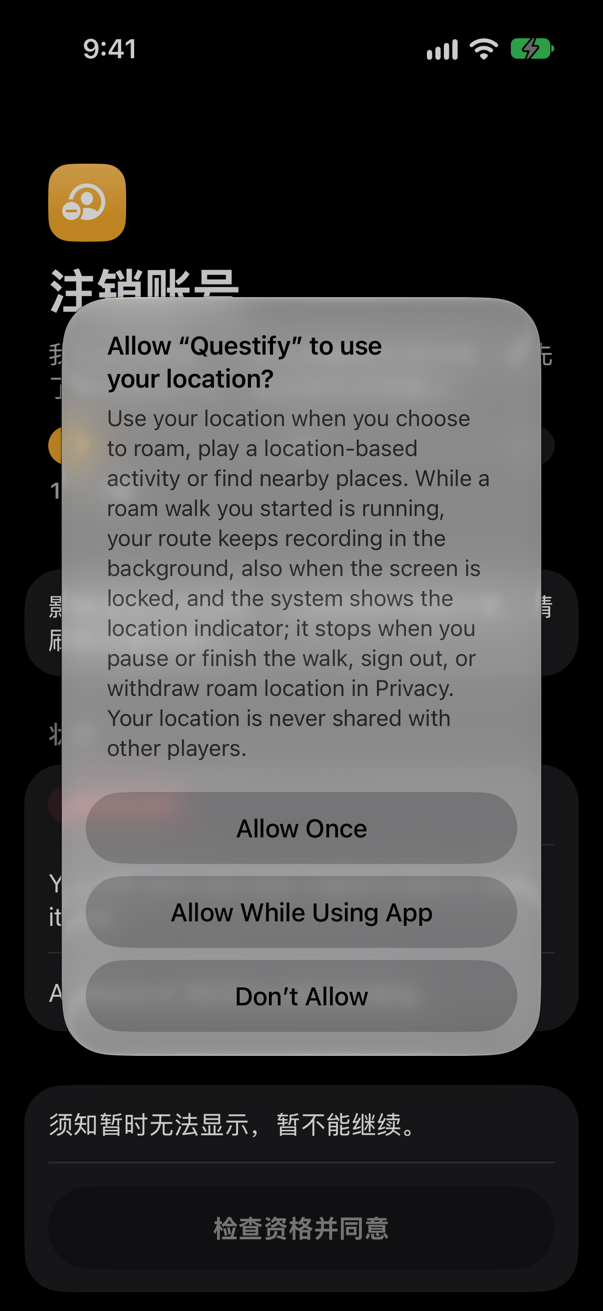 9:41
注销账号
Allow “Questify” to use
your location?
Use your location when you choose
to roam, play a location-based
activity or find nearby places. While a
roam walk you started is running,
your route keeps recording in the
background, also when the screen is
locked, and the system shows the
location indicator; it stops when you
pause or finish the walk, sign out, or
withdraw roam location in Privacy.
Your location is never shared with
other players.
Allow Once
Allow While Using App
Don’t Allow
须知暂时无法显示，暂不能继续。
检查资格并同意